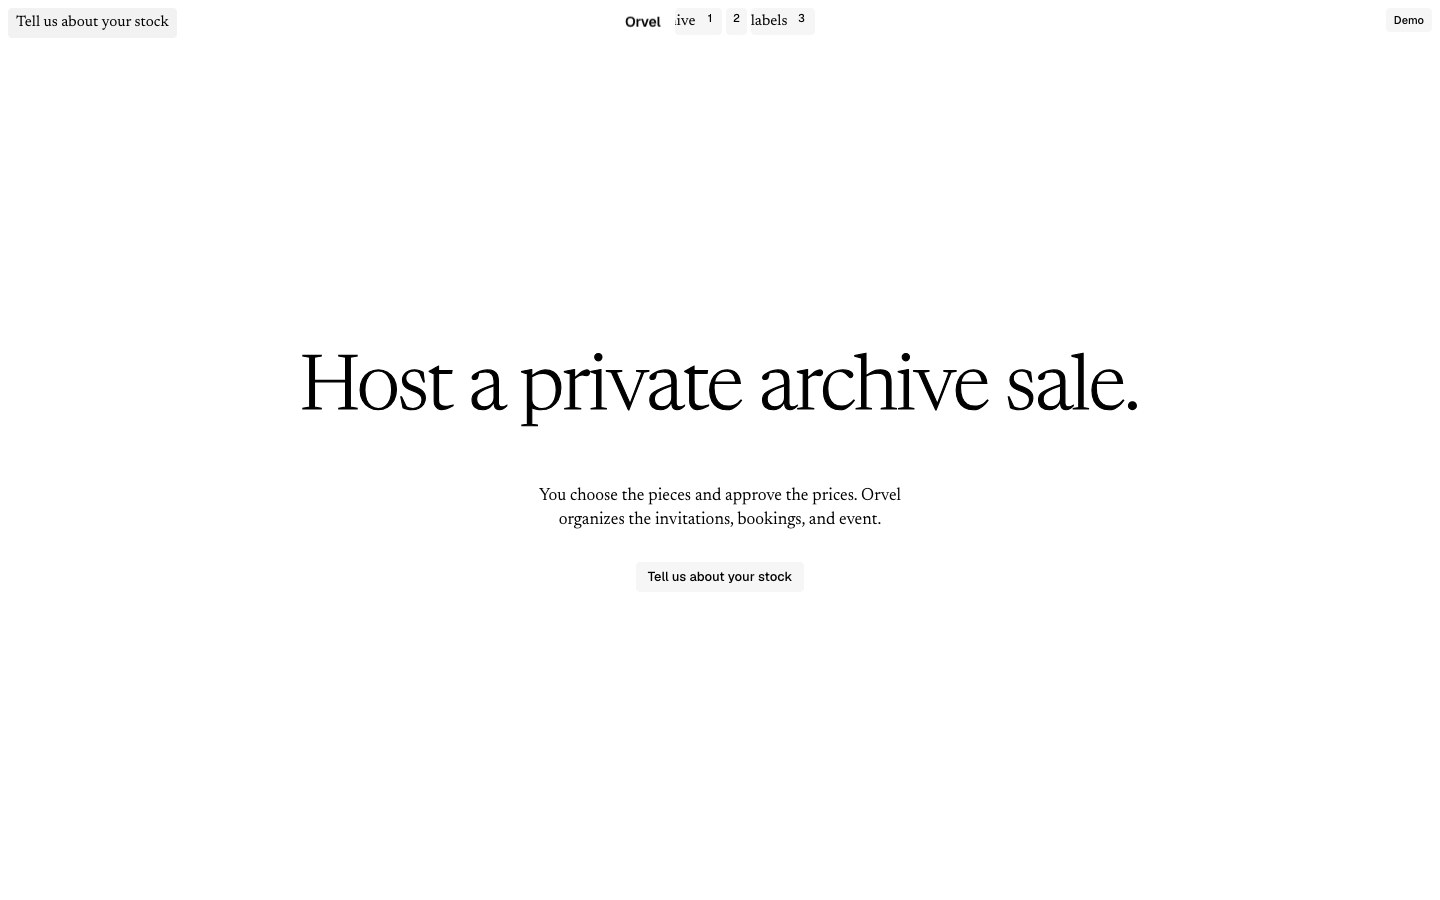 Tell us about your stock
Orvel
ive 1
2
labels 3
Demo
Host a private archive sale.
You choose the pieces and approve the prices. Orvel
organizes the invitations, bookings, and event.
Tell us about your stock